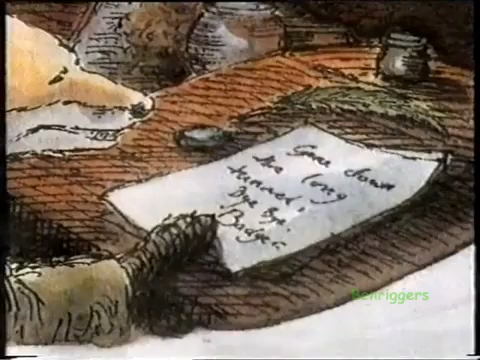 Gone down
the long
tunnel.
Bye Bye.
Badger
Benriggers